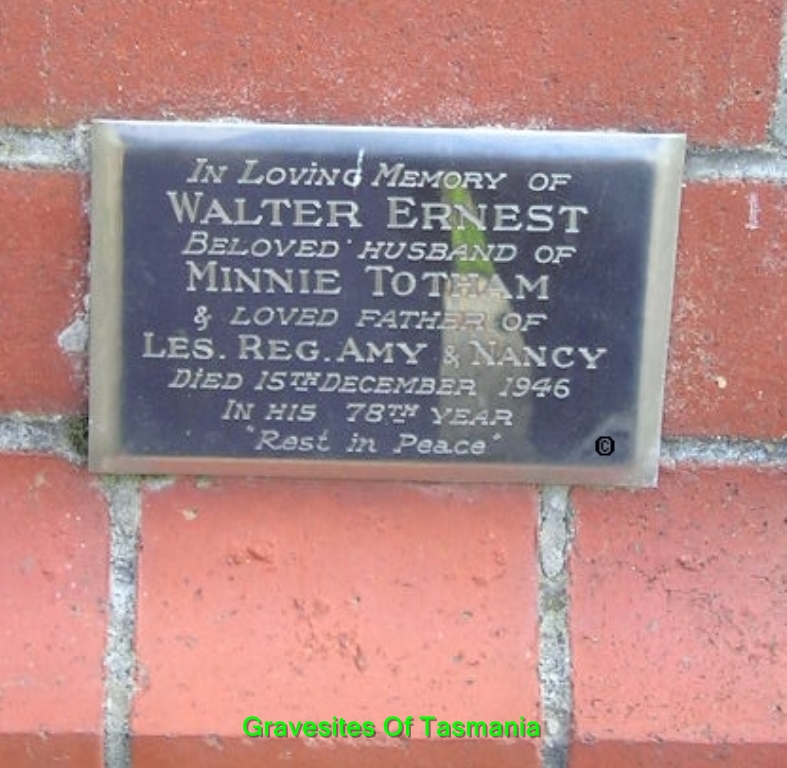 In Loving Memory of
Walter Ernest
Beloved husband of
Minnie Totham
& loved father of
Les. Reg. Amy & Nancy
Died 15th December 1946
In his 78th year
"Rest in Peace"
©
Gravesites Of Tasmania